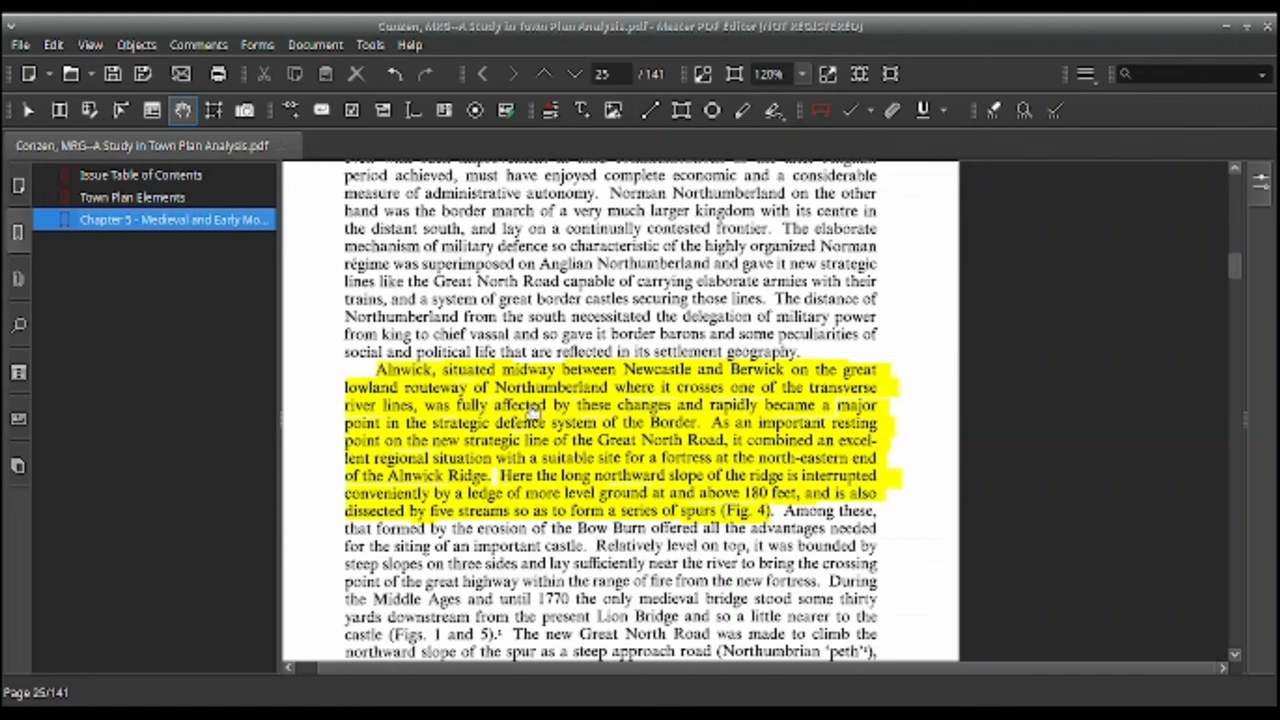 Conzen, MRG--A Study in Town Plan Analysis.pdf - Master PDF Editor [NOT REGISTERED]
File Edit View Objects Comments Forms Document Tools Help
25 / 141 120%
Conzen, MRG--A Study in Town Plan Analysis.pdf
Issue Table of Contents
Town Plan Elements
Chapter 5 - Medieval and Early Mo...
period achieved, must have enjoyed complete economic and a considerable
measure of administrative autonomy. Norman Northumberland on the other
hand was the border march of a very much larger kingdom with its centre in
the distant south, and lay on a continually contested frontier. The elaborate
mechanism of military defence so characteristic of the highly organized Norman
régime was superimposed on Anglian Northumberland and gave it new strategic
lines like the Great North Road capable of carrying elaborate armies with their
trains, and a system of great border castles securing those lines. The distance of
Northumberland from the south necessitated the delegation of military power
from king to chief vassal and so gave it border barons and some peculiarities of
social and political life that are reflected in its settlement geography.
Alnwick, situated midway between Newcastle and Berwick on the great
lowland routeway of Northumberland where it crosses one of the transverse
river lines, was fully affected by these changes and rapidly became a major
point in the strategic defence system of the Border. As an important resting
point on the new strategic line of the Great North Road, it combined an excel-
lent regional situation with a suitable site for a fortress at the north-eastern end
of the Alnwick Ridge. Here the long northward slope of the ridge is interrupted
conveniently by a ledge of more level ground at and above 180 feet, and is also
dissected by five streams so as to form a series of spurs (Fig. 4). Among these,
that formed by the erosion of the Bow Burn offered all the advantages needed
for the siting of an important castle. Relatively level on top, it was bounded by
steep slopes on three sides and lay sufficiently near the river to bring the crossing
point of the great highway within the range of fire from the new fortress. During
the Middle Ages and until 1770 the only medieval bridge stood some thirty
yards downstream from the present Lion Bridge and so a little nearer to the
castle (Figs. 1 and 5).¹ The new Great North Road was made to climb the
northward slope of the spur as a steep approach road (Northumbrian 'peth'²),
Page 25/141